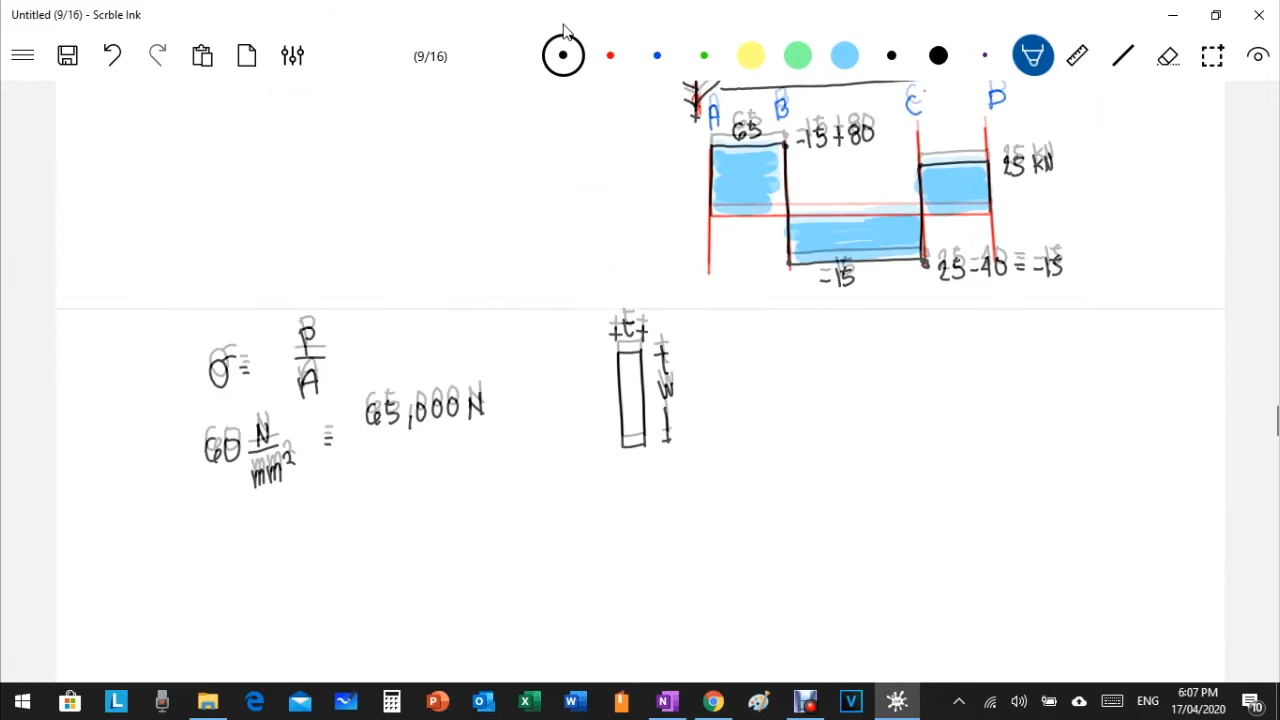 Untitled (9/16) - Scrble Ink
(9/16)
A B C D
65
-15+80
25 kN
-15
25-40 = -15
σ = P/A
t
w
60 N/mm² = 65,000 N
ENG
6:07 PM
17/04/2020
10